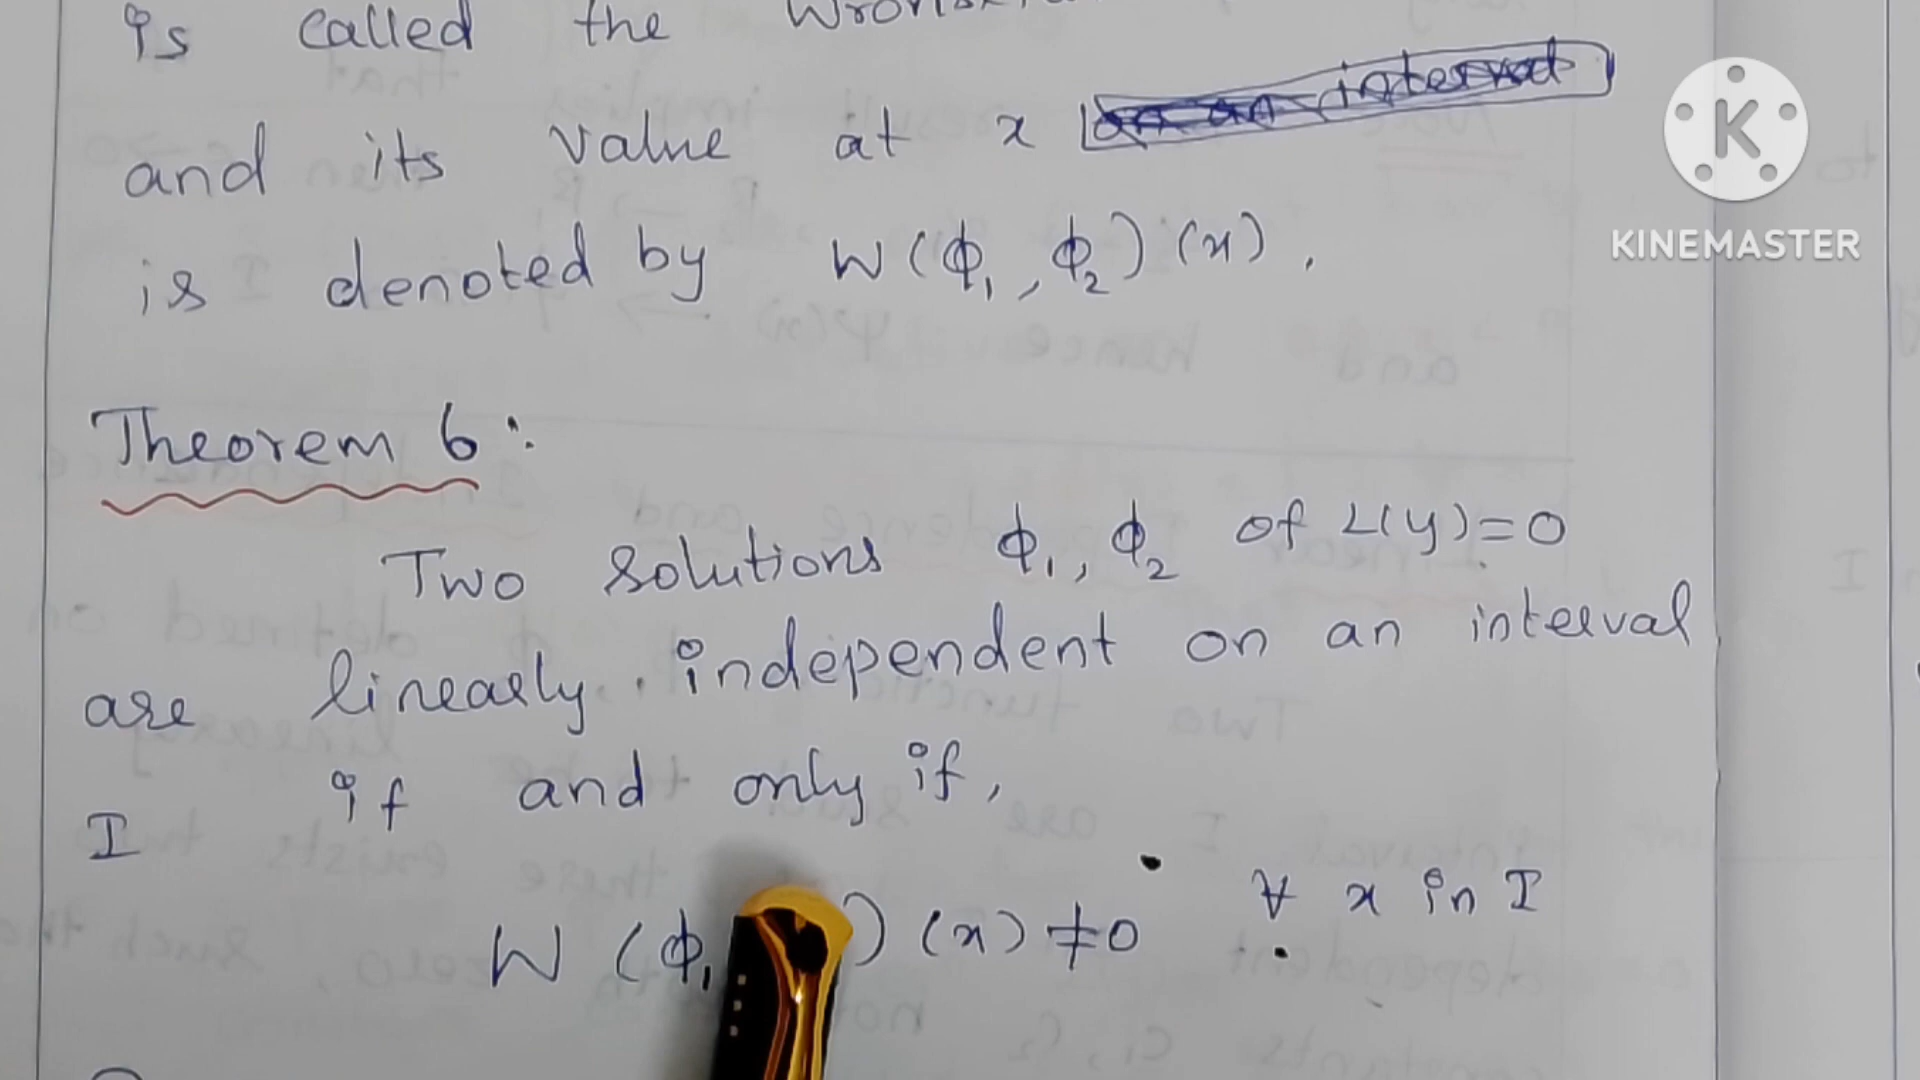 is called the
and its value at x
is denoted by W(ϕ₁, ϕ₂)(x).
Theorem 6:
Two solutions ϕ₁, ϕ₂ of L(y)=0
are linearly independent on an interval
I if and only if,
W (ϕ₁ ) (x) ≠ 0 ∀ x in I
K
KINEMASTER